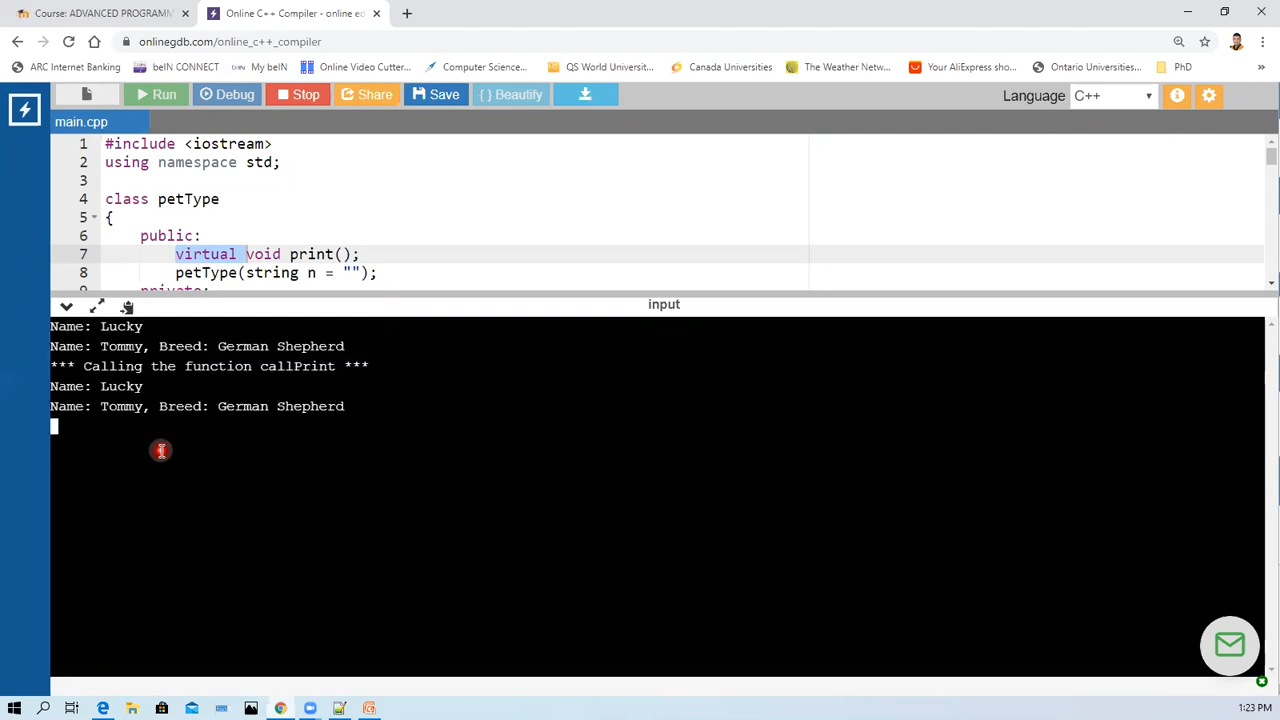 Course: ADVANCED PROGRAMM
Online C++ Compiler - online ed
onlinegdb.com/online_c++_compiler
ARC Internet Banking
beIN CONNECT
My beIN
Online Video Cutter...
Computer Science...
QS World Universiti...
Canada Universities
The Weather Netw...
Your AliExpress sho...
Ontario Universities...
PhD
Run
Debug
Stop
Share
Save
{ } Beautify
Language C++
main.cpp
1 #include <iostream>
2 using namespace std;
3
4 class petType
5 {
6 public:
7 virtual void print();
8 petType(string n = "");
9 private:
input
Name: Lucky
Name: Tommy, Breed: German Shepherd
*** Calling the function callPrint ***
Name: Lucky
Name: Tommy, Breed: German Shepherd
1:23 PM